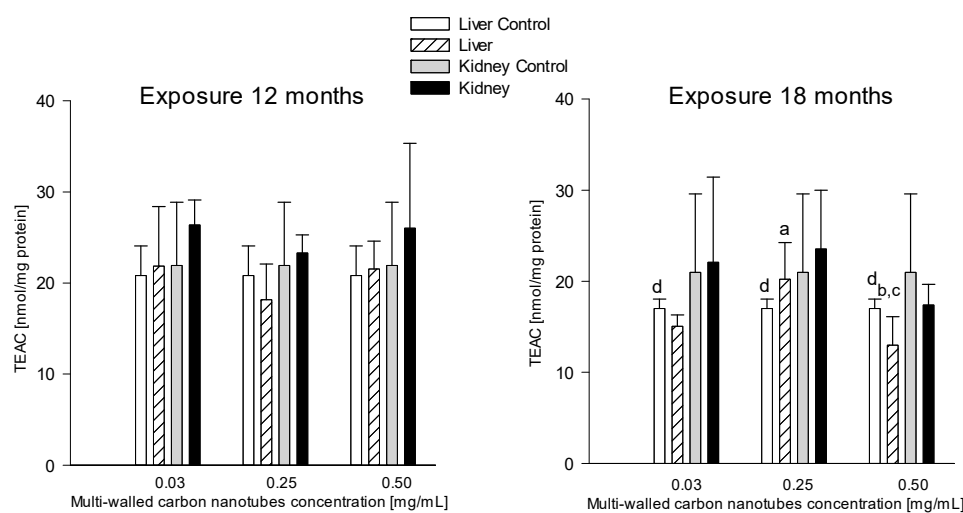 Liver Control
Liver
Kidney Control
Kidney
Exposure 12 months
40
30
20
10
0
TEAC [nmol/mg protein]
0.03 0.25 0.50
Multi-walled carbon nanotubes concentration [mg/mL]
Exposure 18 months
40
30
20
10
0
TEAC [nmol/mg protein]
a
d d d b,c
0.03 0.25 0.50
Multi-walled carbon nanotubes concentration [mg/mL]